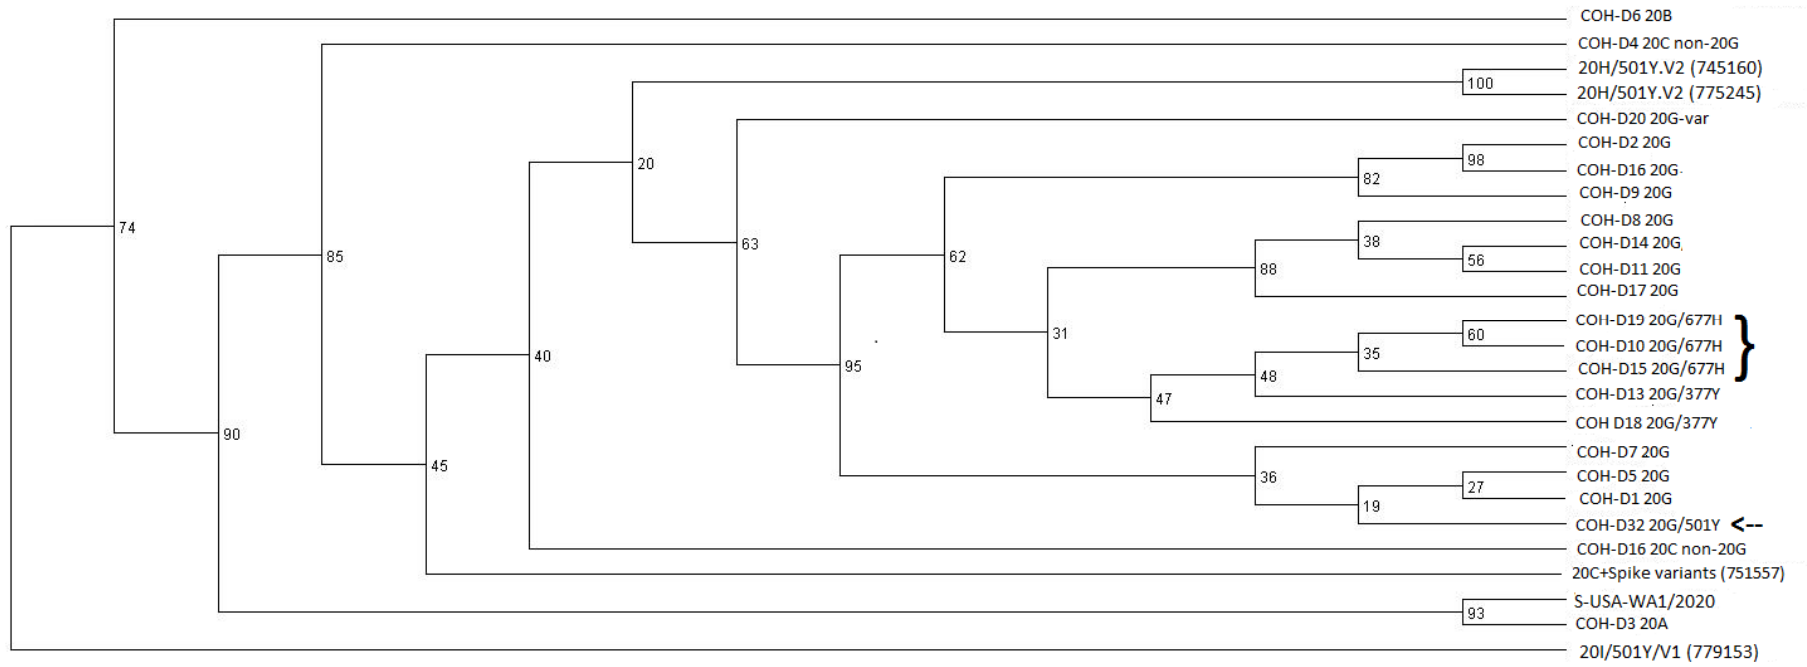 COH-D6 20B
COH-D4 20C non-20G
20H/501Y.V2 (745160)
100
20H/501Y.V2 (775245)
COH-D20 20G-var
COH-D2 20G
98
20
COH-D16 20G
82
COH-D9 20G
COH-D8 20G
74
38
COH-D14 20G
63
85
62
56
88
COH-D11 20G
COH-D17 20G
COH-D19 20G/677H
31
60
COH-D10 20G/677H
40
35
95
COH-D15 20G/677H
48
COH-D13 20G/377Y
47
COH D18 20G/377Y
90
COH-D7 20G
45
36
COH-D5 20G
27
COH-D1 20G
19
COH-D32 20G/501Y <--
COH-D16 20C non-20G
20C+Spike variants (751557)
S-USA-WA1/2020
93
COH-D3 20A
20I/501Y/V1 (779153)